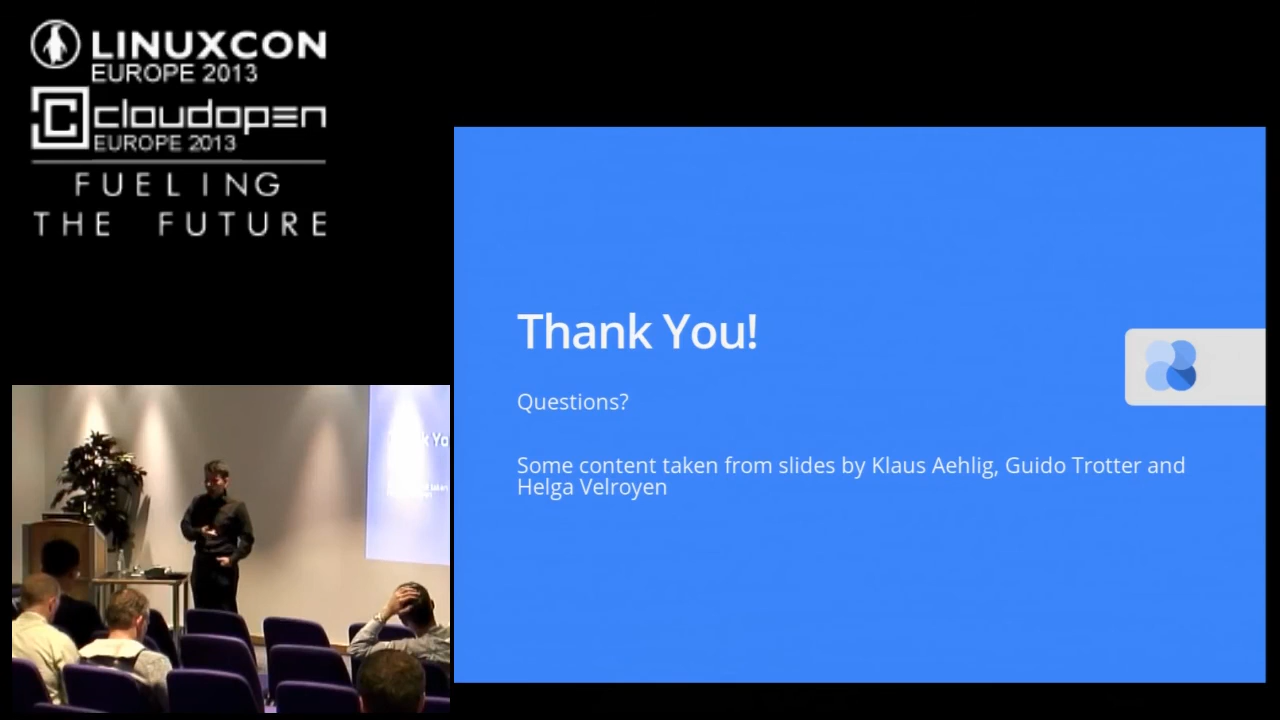 LINUXCON
EUROPE 2013
cloudopen
EUROPE 2013
FUELING
THE FUTURE
Thank You!
Questions?
Some content taken from slides by Klaus Aehlig, Guido Trotter and
Helga Velroyen